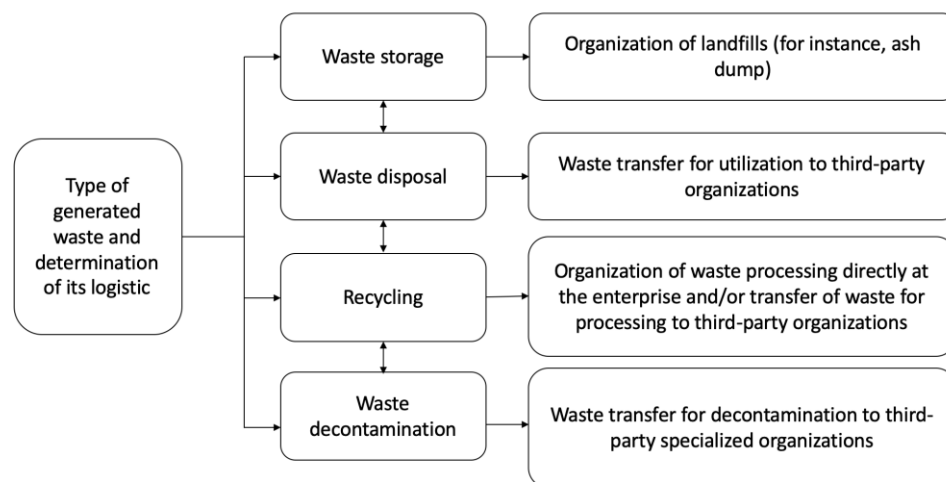 Type of
generated
waste and
determination
of its logistic
Waste storage
Organization of landfills (for instance, ash
dump)
Waste disposal
Waste transfer for utilization to third-party
organizations
Recycling
Organization of waste processing directly at
the enterprise and/or transfer of waste for
processing to third-party organizations
Waste
decontamination
Waste transfer for decontamination to third-
party specialized organizations